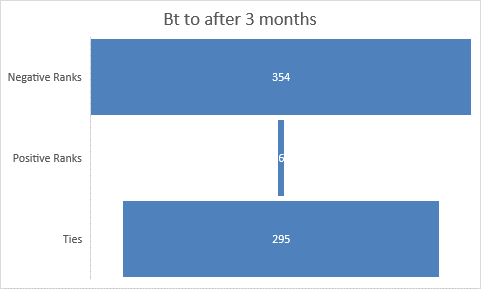 Bt to after 3 months
Negative Ranks
354
Positive Ranks
6
Ties
295